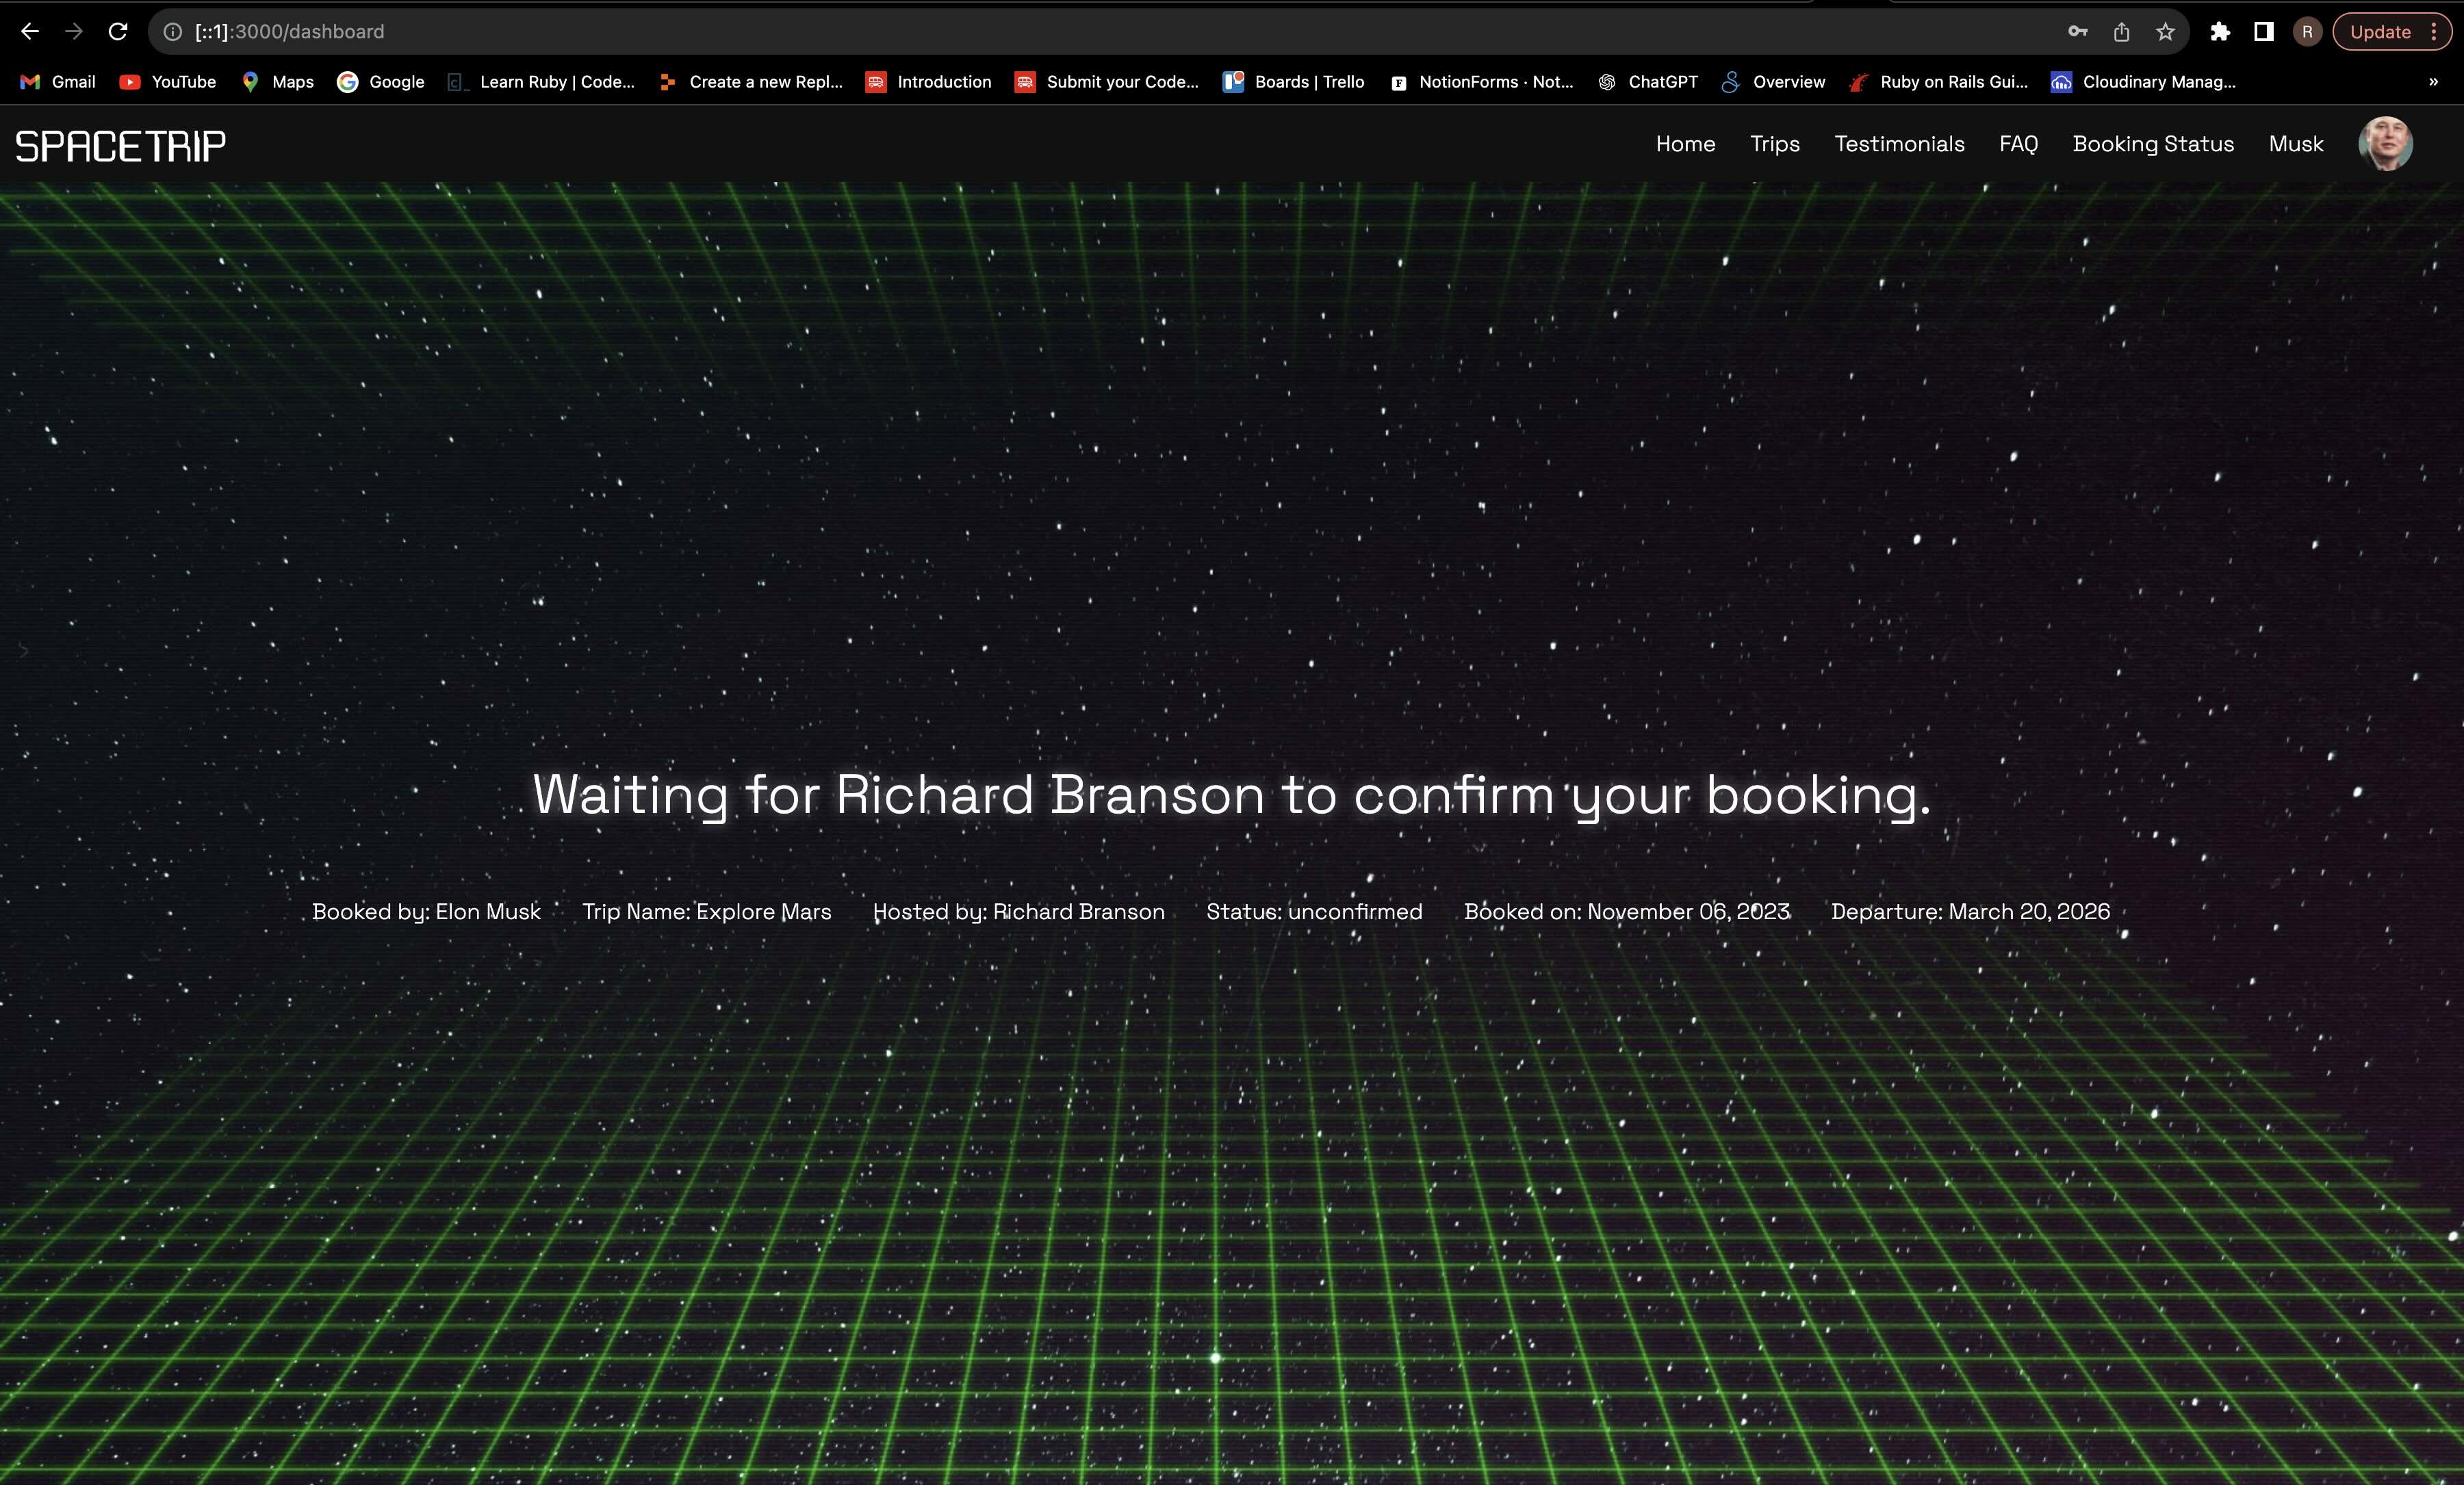 [::1]:3000/dashboard
R
Update
Gmail
YouTube
Maps
Google
Learn Ruby | Code...
Create a new Repl...
Introduction
Submit your Code...
Boards | Trello
NotionForms · Not...
ChatGPT
Overview
Ruby on Rails Gui...
Cloudinary Manag...
»
SPACETRIP
Home
Trips
Testimonials
FAQ
Booking Status
Musk
Waiting for Richard Branson to confirm your booking.
Booked by: Elon Musk
Trip Name: Explore Mars
Hosted by: Richard Branson
Status: unconfirmed
Booked on: November 06, 2023
Departure: March 20, 2026